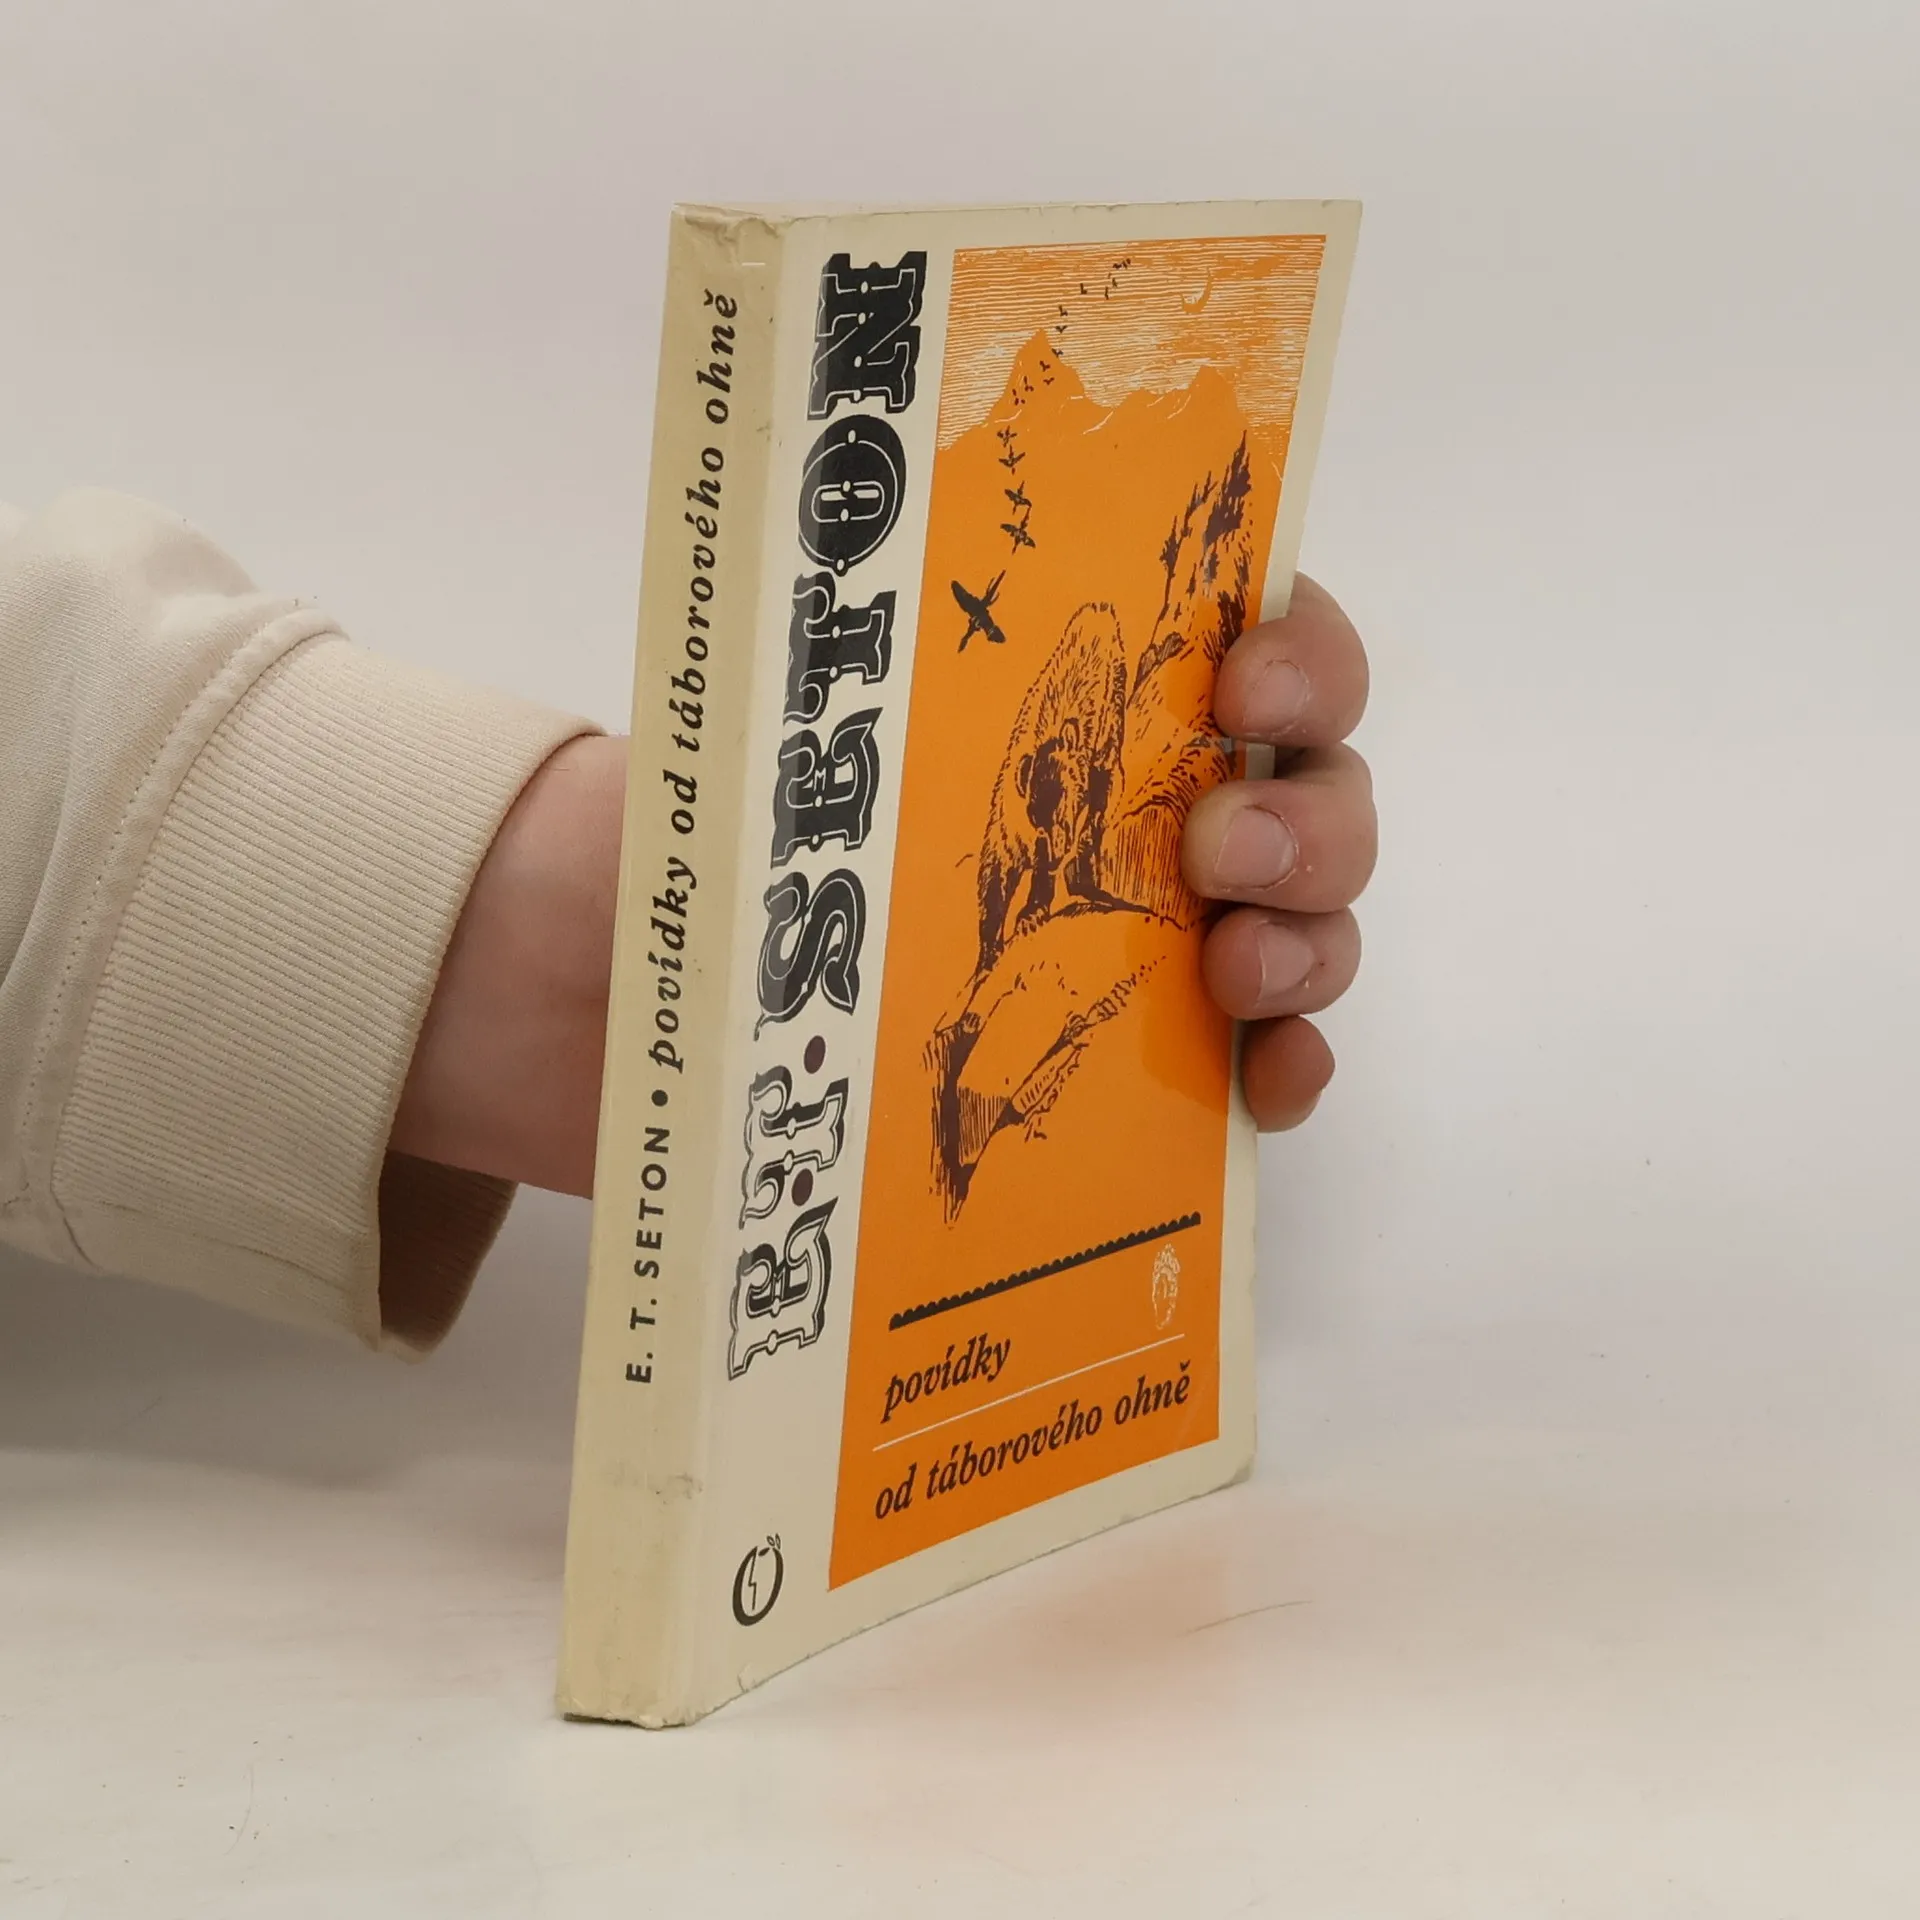 E. T. SETON • povídky od táborového ohně
E.T.SETON
povídky
od táborového ohně